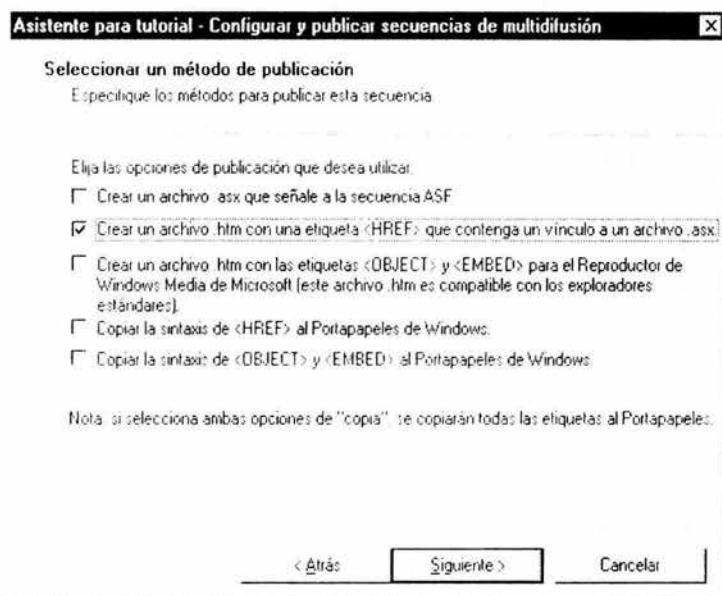 Asistente para tutorial - Configurar y publicar secuencias de multidifusión
Seleccionar un método de publicación
Especifique los métodos para publicar esta secuencia
Elija las opciones de publicación que desea utilizar.
Crear un archivo .asx que señale a la secuencia ASF
Crear un archivo .htm con una etiqueta <HREF> que contenga un vínculo a un archivo .asx.
Crear un archivo .htm con las etiquetas <OBJECT> y <EMBED> para el Reproductor de
Windows Media de Microsoft (este archivo .htm es compatible con los exploradores
estándares).
Copiar la sintaxis de <HREF> al Portapapeles de Windows.
Copiar la sintaxis de <OBJECT> y <EMBED> al Portapapeles de Windows
Nota: si selecciona ambas opciones de "copia", se copiarán todas las etiquetas al Portapapeles.
< Atrás
Siguiente >
Cancelar